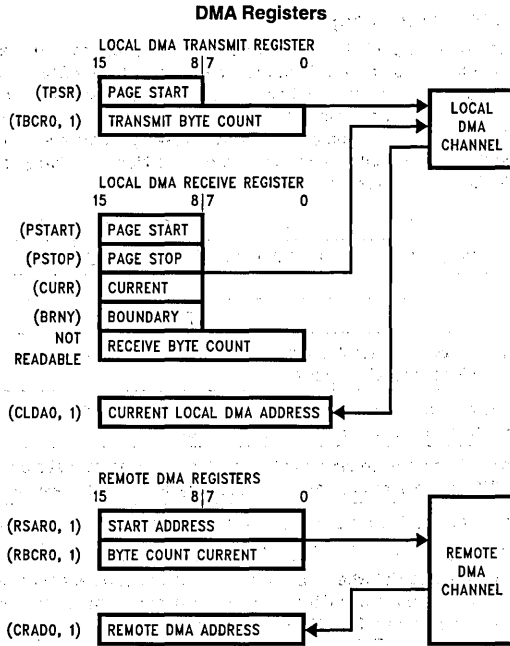 DMA Registers
LOCAL DMA TRANSMIT REGISTER
15 8|7 0
(TPSR) PAGE START
(TBCR0, 1) TRANSMIT BYTE COUNT
LOCAL DMA CHANNEL
LOCAL DMA RECEIVE REGISTER
15 8|7 0
(PSTART) PAGE START
(PSTOP) PAGE STOP
(CURR) CURRENT
(BRNY) BOUNDARY
NOT READABLE RECEIVE BYTE COUNT
(CLDA0, 1) CURRENT LOCAL DMA ADDRESS
REMOTE DMA REGISTERS
15 8|7 0
(RSAR0, 1) START ADDRESS
(RBCR0, 1) BYTE COUNT CURRENT
REMOTE DMA CHANNEL
(CRAD0, 1) REMOTE DMA ADDRESS